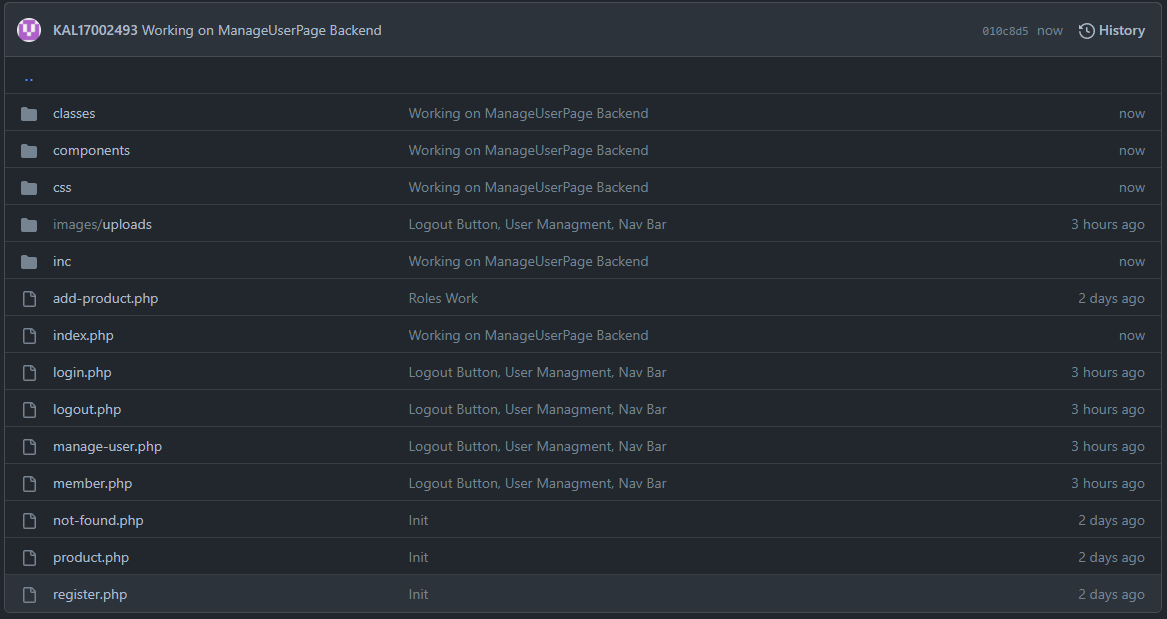 KAL17002493 Working on ManageUserPage Backend 010c8d5 now History
..
classes Working on ManageUserPage Backend now
components Working on ManageUserPage Backend now
css Working on ManageUserPage Backend now
images/uploads Logout Button, User Managment, Nav Bar 3 hours ago
inc Working on ManageUserPage Backend now
add-product.php Roles Work 2 days ago
index.php Working on ManageUserPage Backend now
login.php Logout Button, User Managment, Nav Bar 3 hours ago
logout.php Logout Button, User Managment, Nav Bar 3 hours ago
manage-user.php Logout Button, User Managment, Nav Bar 3 hours ago
member.php Logout Button, User Managment, Nav Bar 3 hours ago
not-found.php Init 2 days ago
product.php Init 2 days ago
register.php Init 2 days ago